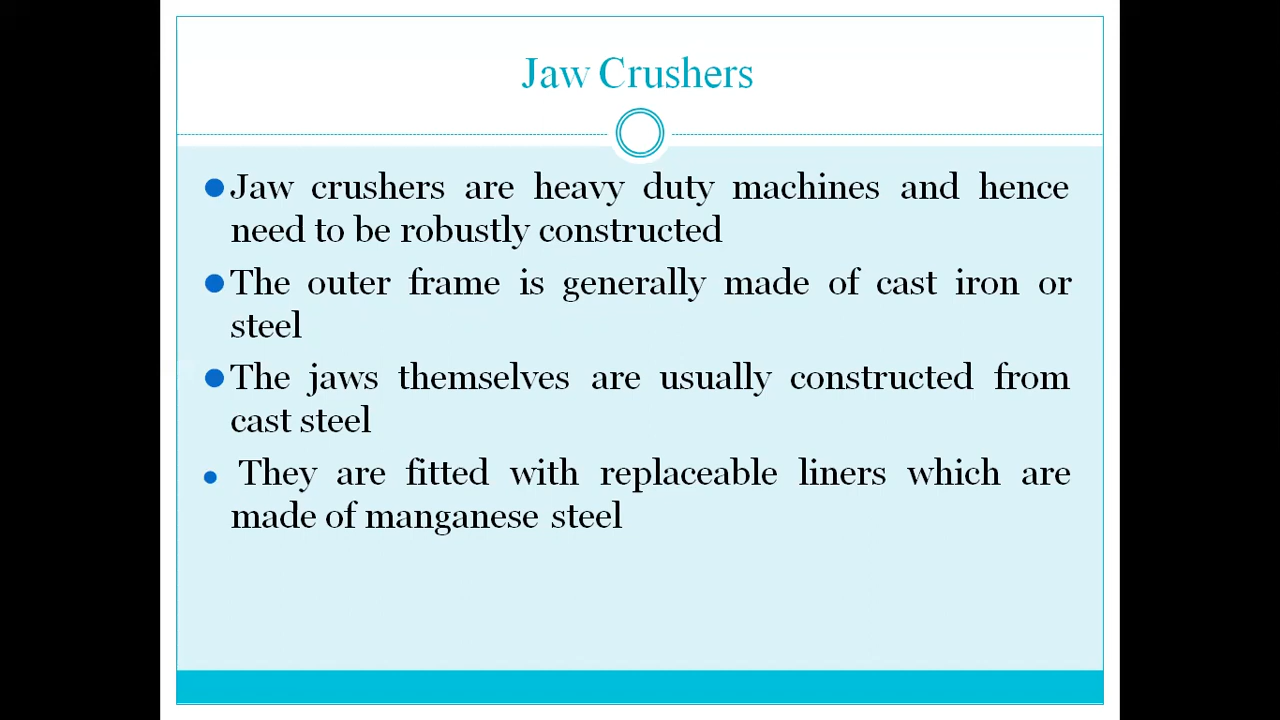 Jaw Crushers
Jaw crushers are heavy duty machines and hence
need to be robustly constructed
The outer frame is generally made of cast iron or
steel
The jaws themselves are usually constructed from
cast steel
They are fitted with replaceable liners which are
made of manganese steel